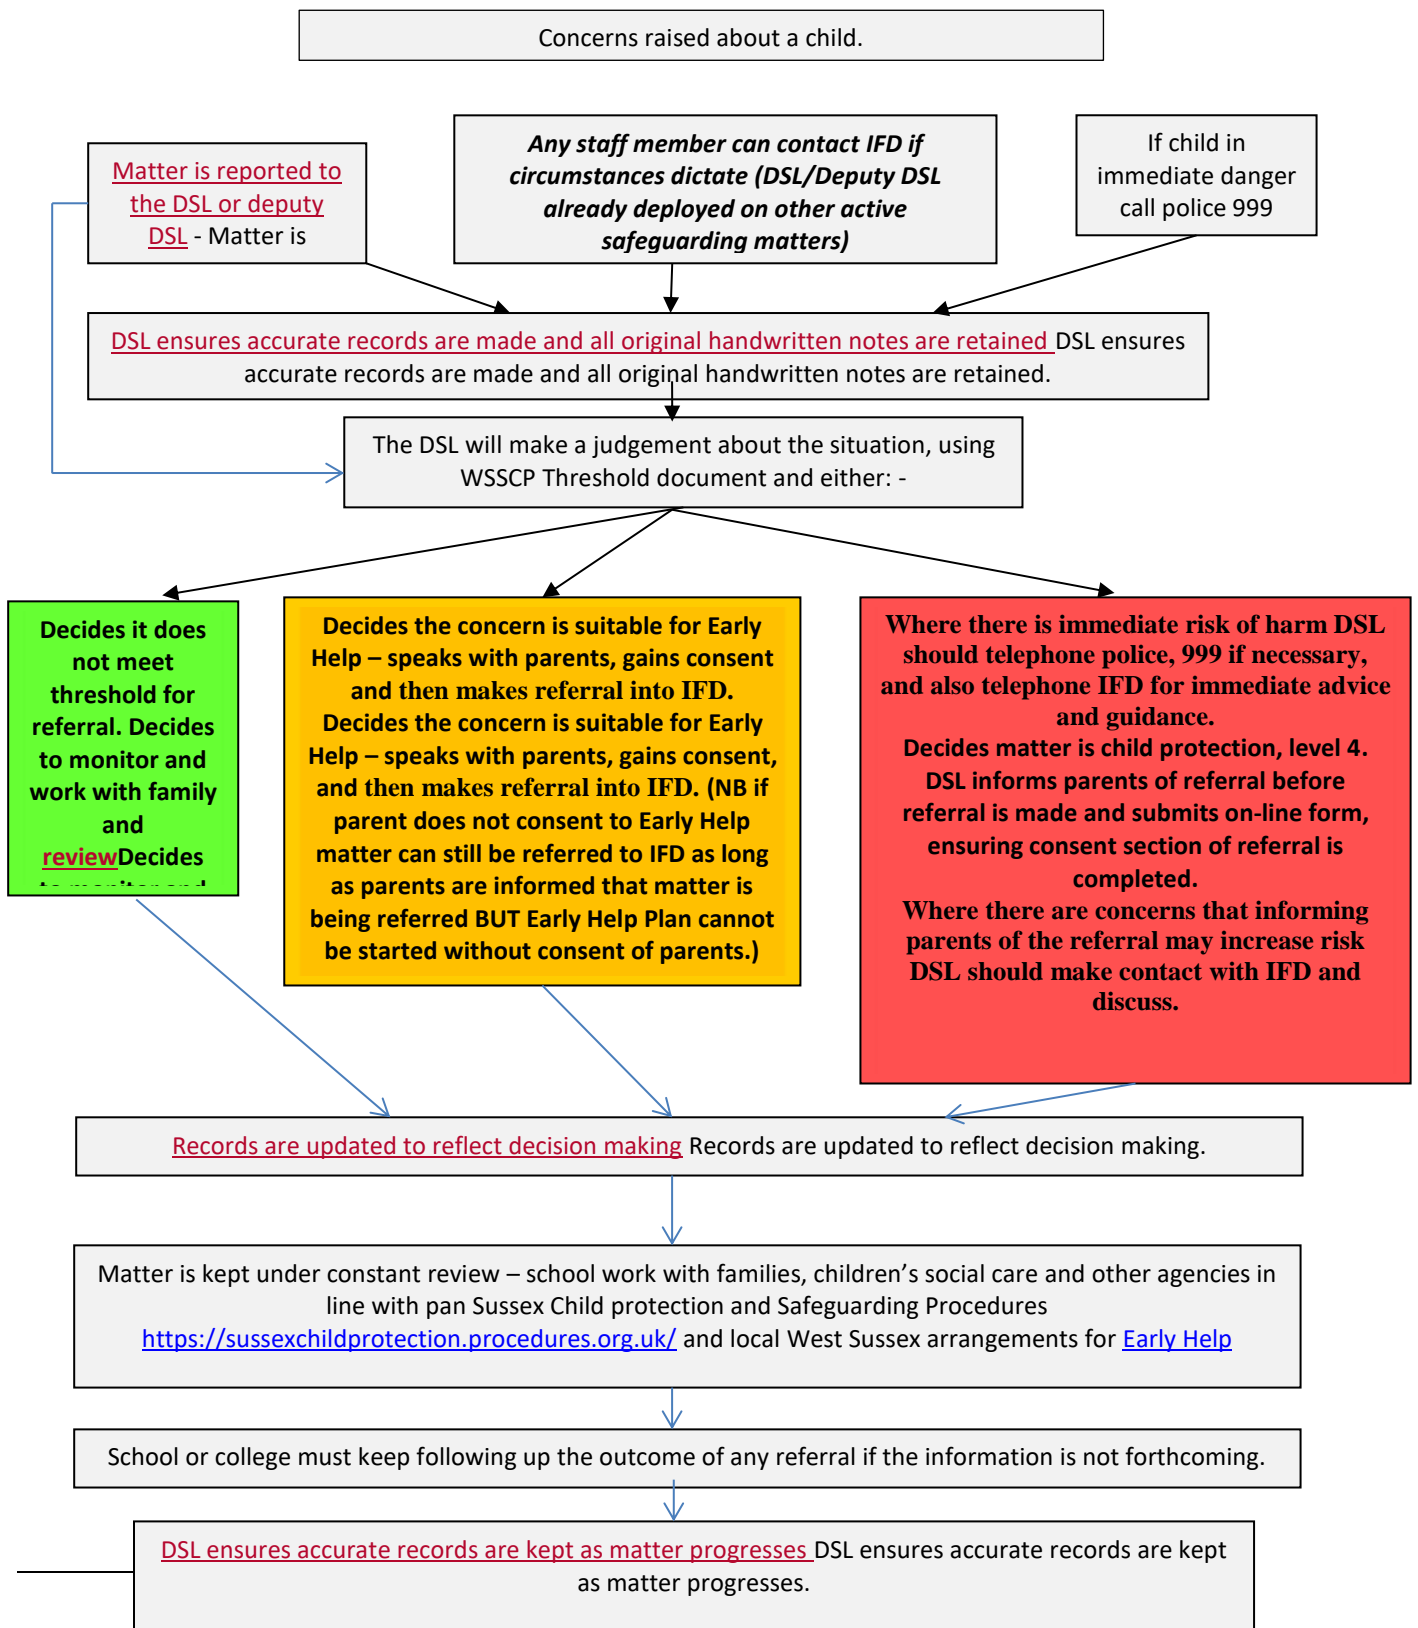 Concerns raised about a child.
Matter is reported to
the DSL or deputy
DSL - Matter is
Any staff member can contact IFD if
circumstances dictate (DSL/Deputy DSL
already deployed on other active
safeguarding matters)
If child in
immediate danger
call police 999
DSL ensures accurate records are made and all original handwritten notes are retained DSL ensures
accurate records are made and all original handwritten notes are retained.
The DSL will make a judgement about the situation, using
WSSCP Threshold document and either: -
Decides it does
not meet
threshold for
referral. Decides
to monitor and
work with family
and
reviewDecides
to monitor and
Decides the concern is suitable for Early
Help – speaks with parents, gains consent
and then makes referral into IFD.
Decides the concern is suitable for Early
Help – speaks with parents, gains consent,
and then makes referral into IFD. (NB if
parent does not consent to Early Help
matter can still be referred to IFD as long
as parents are informed that matter is
being referred BUT Early Help Plan cannot
be started without consent of parents.)
Where there is immediate risk of harm DSL
should telephone police, 999 if necessary,
and also telephone IFD for immediate advice
and guidance.
Decides matter is child protection, level 4.
DSL informs parents of referral before
referral is made and submits on-line form,
ensuring consent section of referral is
completed.
Where there are concerns that informing
parents of the referral may increase risk
DSL should make contact with IFD and
discuss.
Records are updated to reflect decision making Records are updated to reflect decision making.
Matter is kept under constant review – school work with families, children’s social care and other agencies in
line with pan Sussex Child protection and Safeguarding Procedures
https://sussexchildprotection.procedures.org.uk/ and local West Sussex arrangements for Early Help
School or college must keep following up the outcome of any referral if the information is not forthcoming.
DSL ensures accurate records are kept as matter progresses DSL ensures accurate records are kept
as matter progresses.